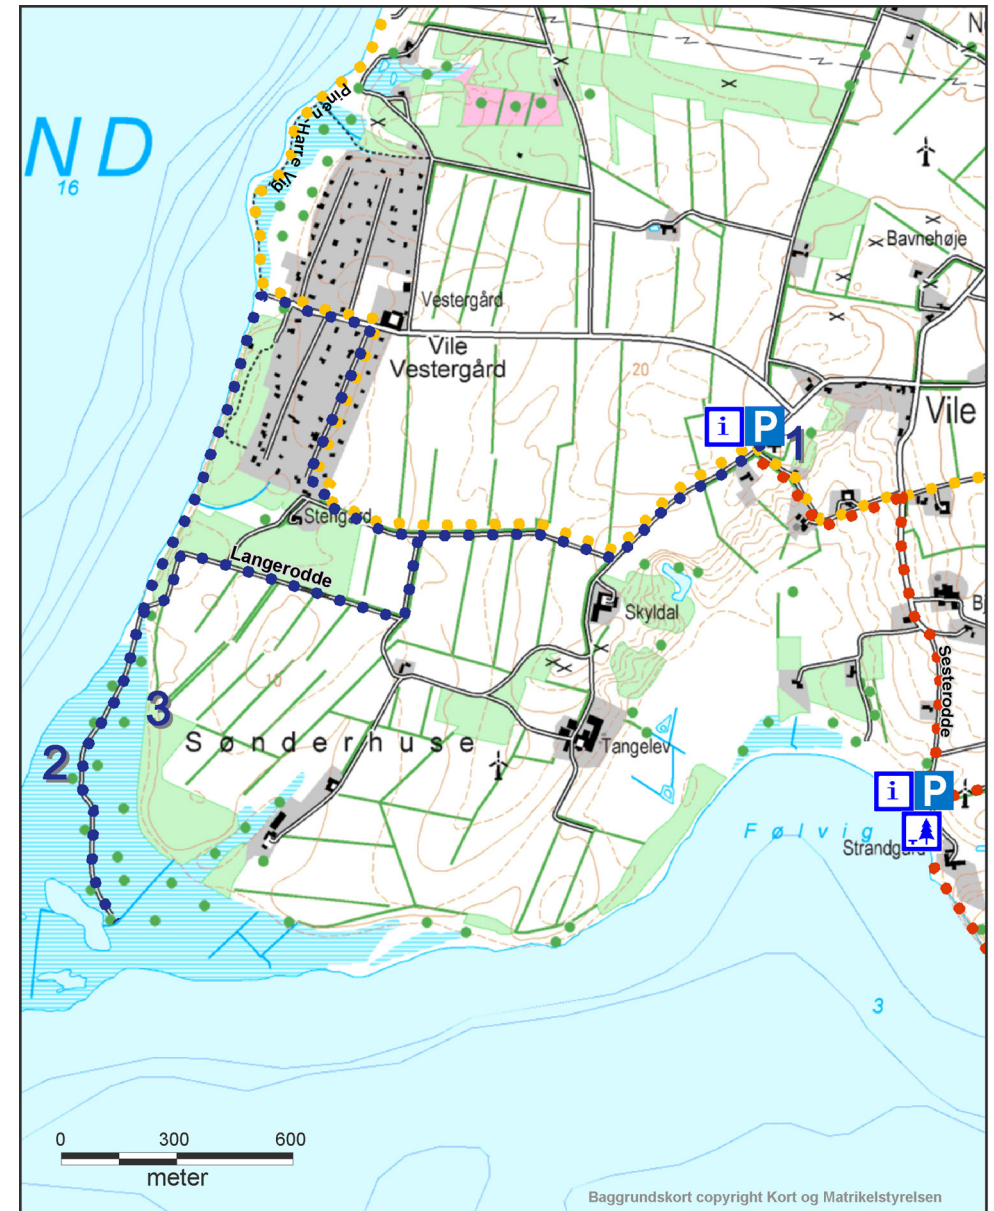 N
ND
16
Pinen-Harre Vig
Bavnehøje
Vestergård
Vile
Vestergård
20
i P
1
Vile
Stengård
Langerodde
Skyldal
Sesterodde
10
3
2
Sønderhuse
Tangelev
i P
Følvig
Strandgård
3
0 300 600
meter
Baggrundskort copyright Kort og Matrikelstyrelsen